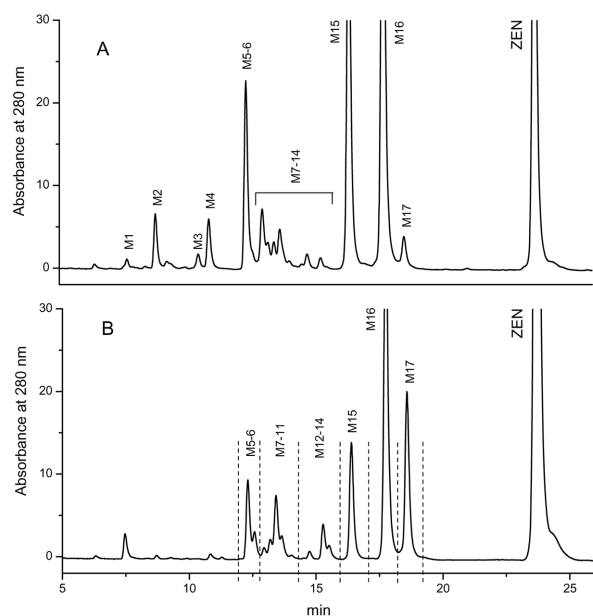 A
Absorbance at 280 nm
30
20
10
0
M1
M2
M3
M4
M5-6
M7-14
M15
M16
M17
ZEN
B
Absorbance at 280 nm
30
20
10
0
M5-6
M7-11
M12-14
M15
M16
M17
ZEN
5
10
15
20
25
min